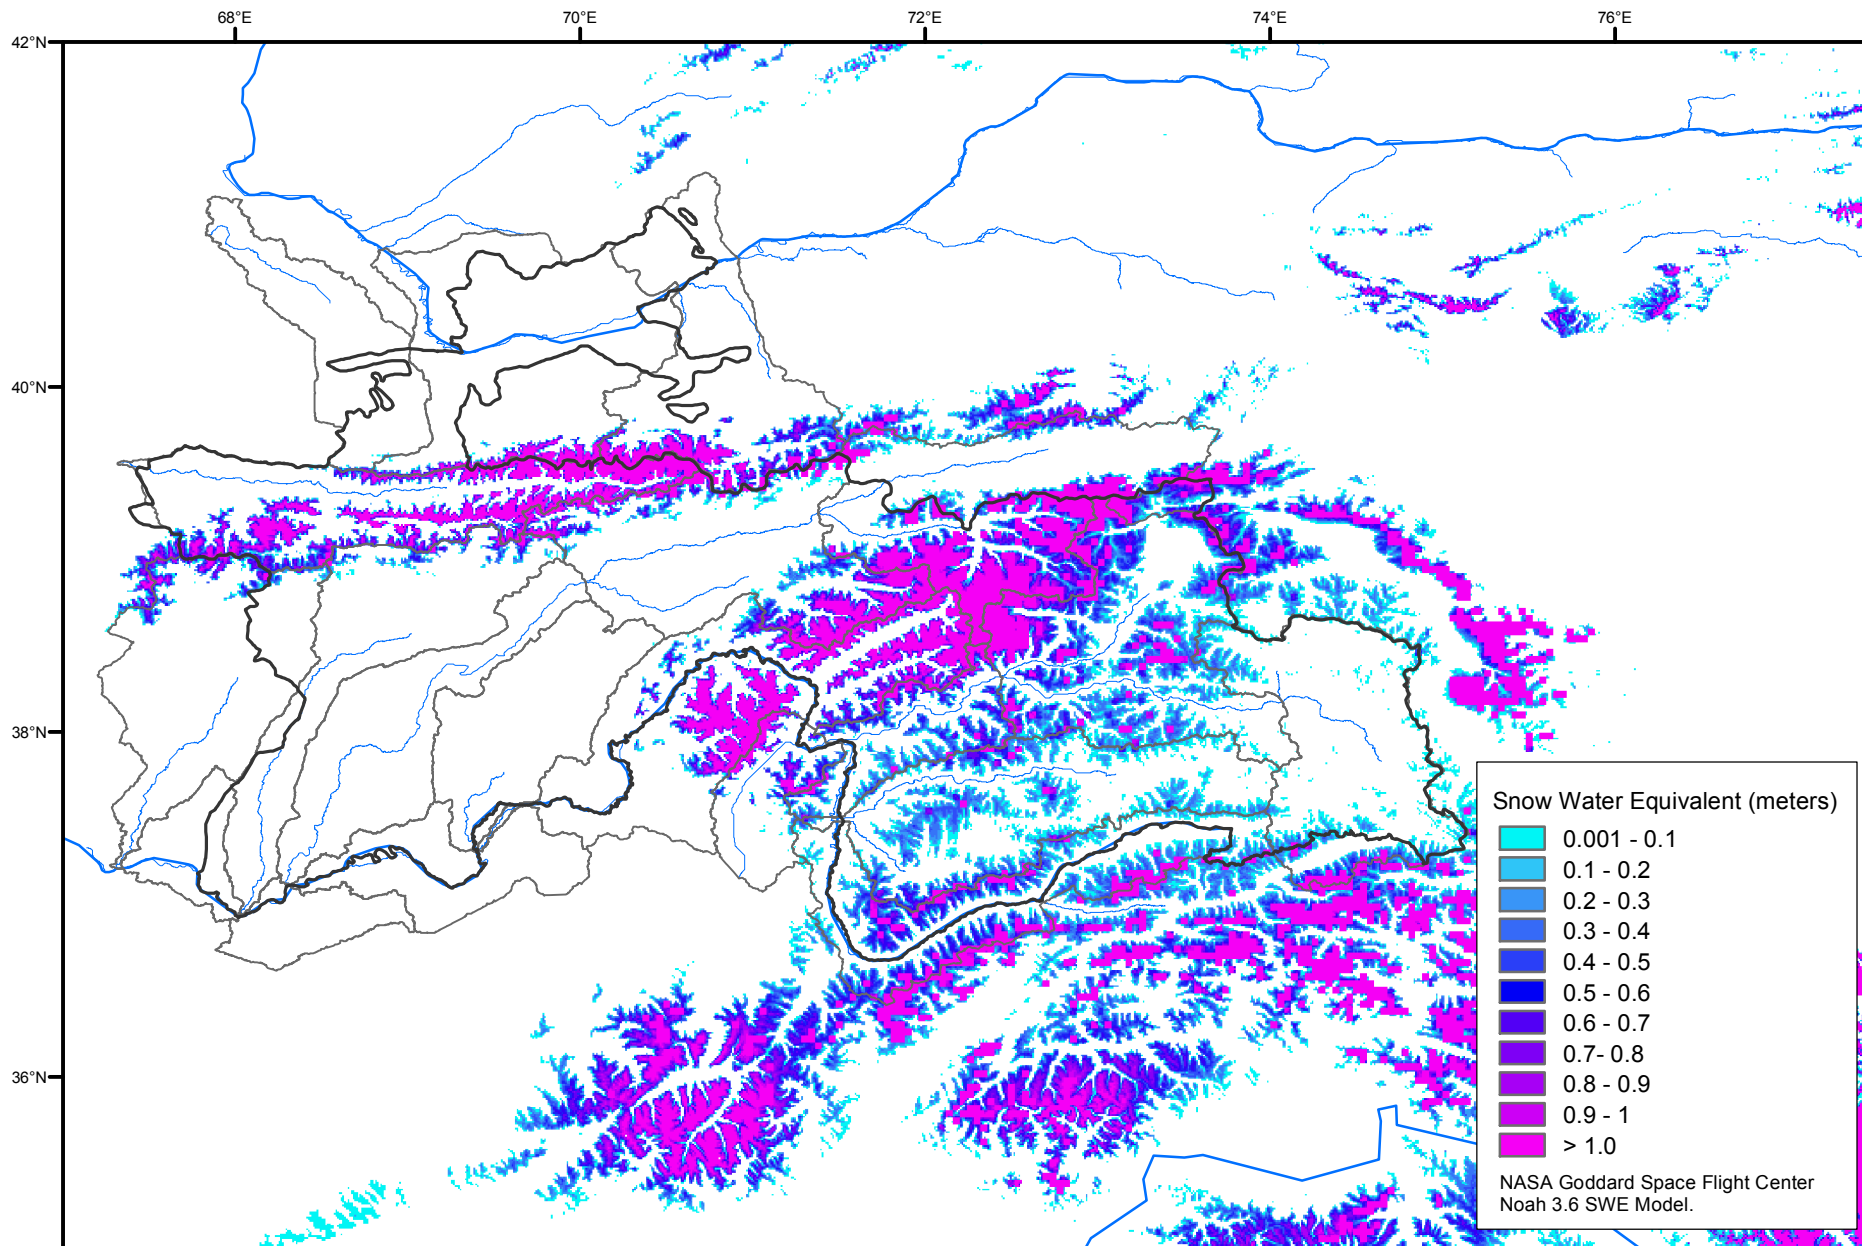 68°E 70°E 72°E 74°E 76°E
42°N
40°N
38°N
36°N
Snow Water Equivalent (meters)
0.001 - 0.1
0.1 - 0.2
0.2 - 0.3
0.3 - 0.4
0.4 - 0.5
0.5 - 0.6
0.6 - 0.7
0.7- 0.8
0.8 - 0.9
0.9 - 1
> 1.0
NASA Goddard Space Flight Center
Noah 3.6 SWE Model.